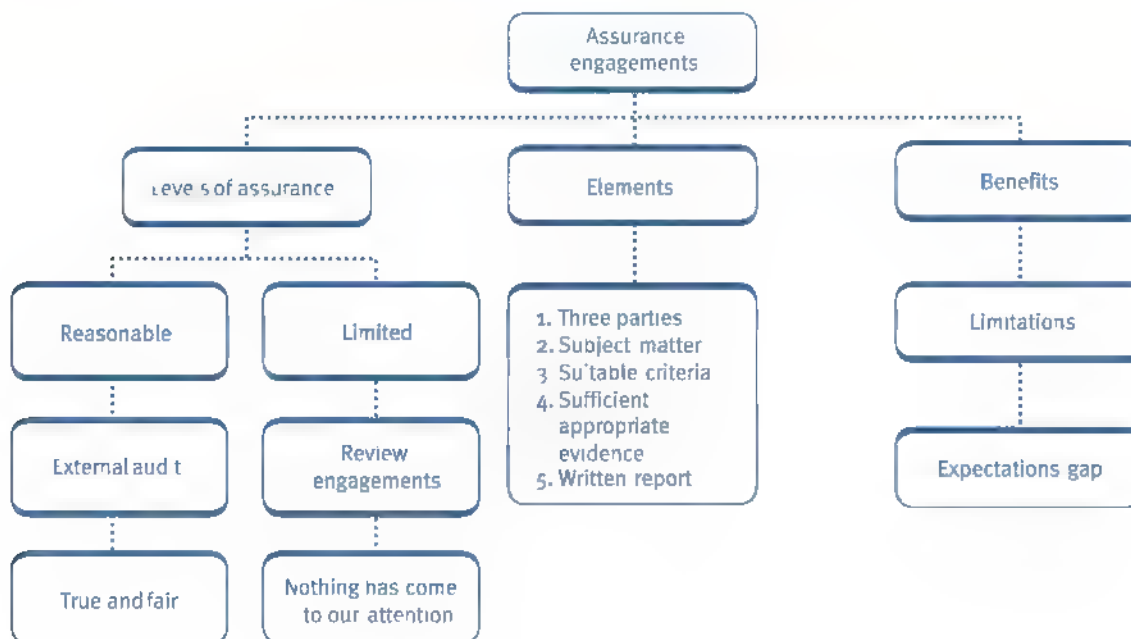 Assurance
engagements
Levels of assurance
Elements
Benefits
Reasonable
Limited
1. Three parties
2. Subject matter
3 Suitable criteria
4. Sufficient
appropriate
evidence
5. Written report
Limitations
External audit
Review
engagements
Expectations gap
True and fair
Nothing has come
to our attention